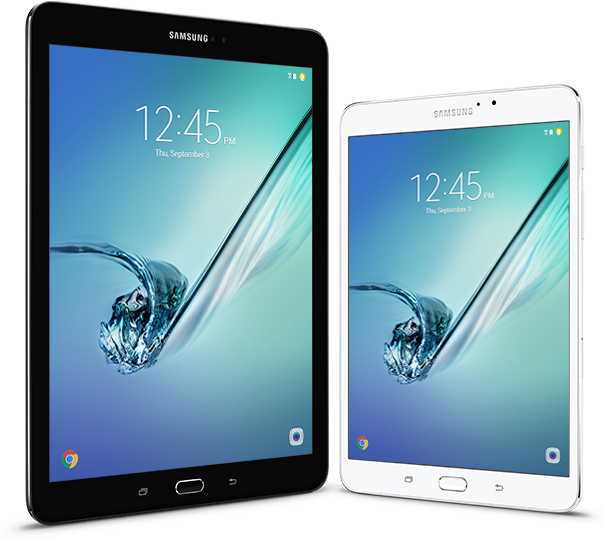 SAMSUNG
12:45 PM
Thu, September 3
SAMSUNG
12:45 PM
Thu, September 3